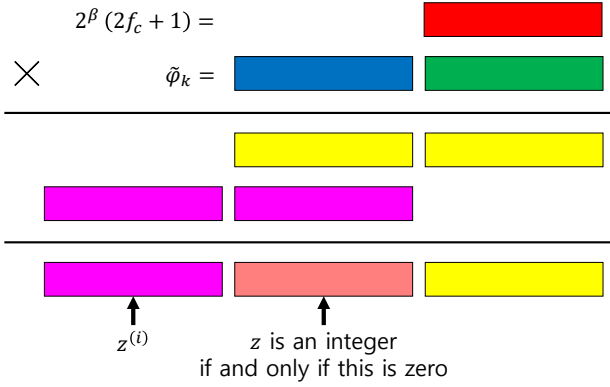 2^β (2f_c + 1) =
× φ̃_k =
z^(i)
z is an integer
if and only if this is zero